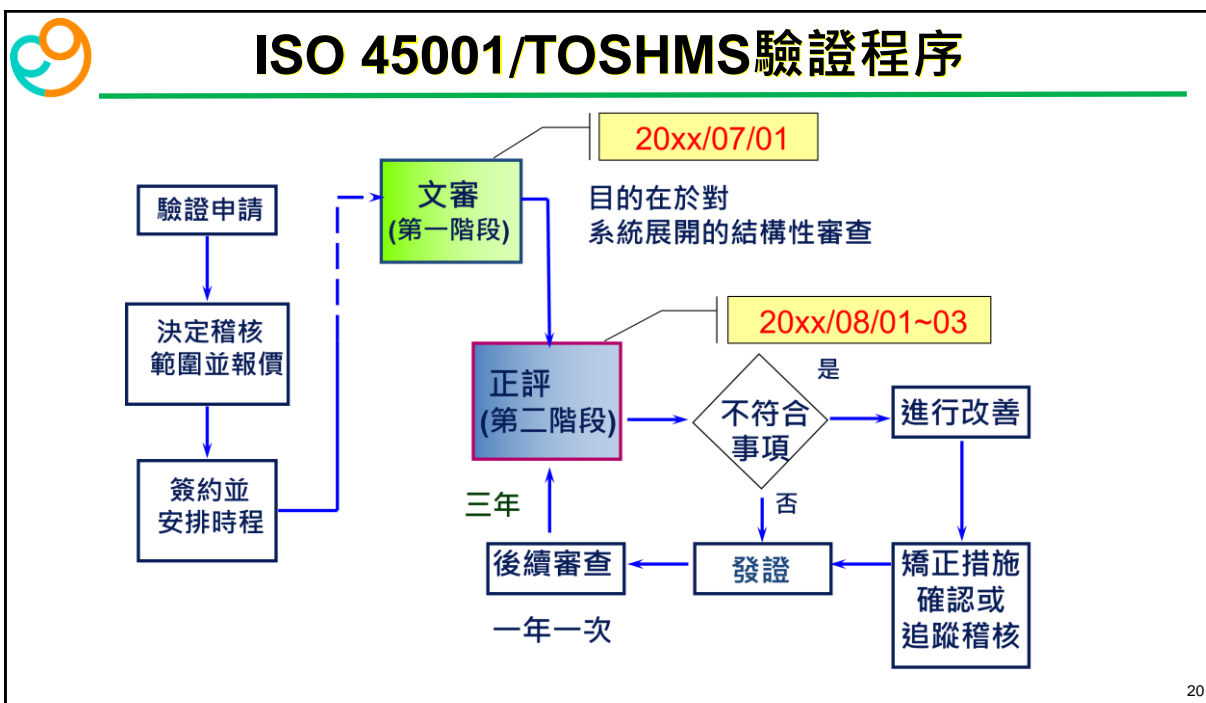 ISO 45001/TOSHMS驗證程序
20xx/07/01
文審
(第一階段)
目的在於對
系統展開的結構性審查
驗證申請
決定稽核
範圍並報價
簽約並
安排時程
20xx/08/01~03
正評
(第二階段)
不符合
事項
是
進行改善
否
三年
後續審查
一年一次
發證
矯正措施
確認或
追蹤稽核
20